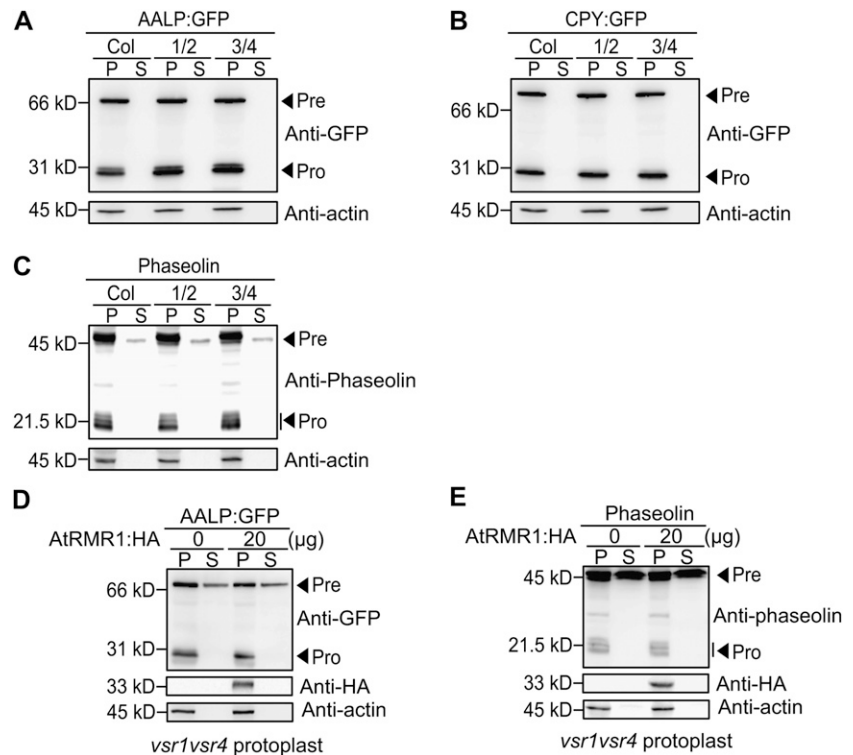 A
AALP:GFP
Col 1/2 3/4
P S P S P S
66 kD
◀Pre
Anti-GFP
31 kD
◀Pro
45 kD
Anti-actin
B
CPY:GFP
Col 1/2 3/4
P S P S P S
66 kD
◀Pre
Anti-GFP
31 kD
◀Pro
45 kD
Anti-actin
C
Phaseolin
Col 1/2 3/4
P S P S P S
45 kD
◀Pre
Anti-Phaseolin
21.5 kD
◀Pro
45 kD
Anti-actin
D
AALP:GFP
AtRMR1:HA 0 20 (μg)
P S P S
66 kD
◀Pre
Anti-GFP
31 kD
◀Pro
33 kD
Anti-HA
45 kD
Anti-actin
vsr1vsr4 protoplast
E
Phaseolin
AtRMR1:HA 0 20 (μg)
P S P S
45 kD
◀Pre
Anti-phaseolin
21.5 kD
◀Pro
33 kD
Anti-HA
45 kD
Anti-actin
vsr1vsr4 protoplast